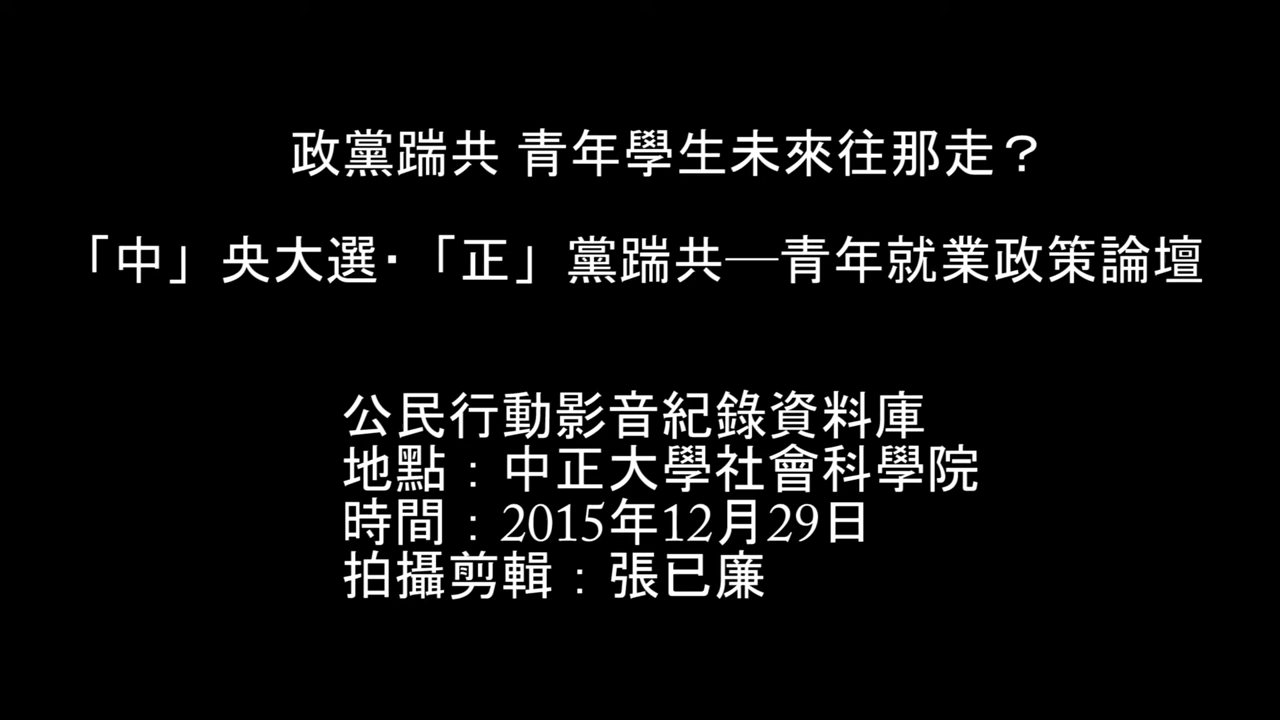 政黨踹共 青年學生未來往那走？
「中」央大選・「正」黨踹共─青年就業政策論壇
公民行動影音紀錄資料庫
地點：中正大學社會科學院
時間：2015年12月29日
拍攝剪輯：張已廉